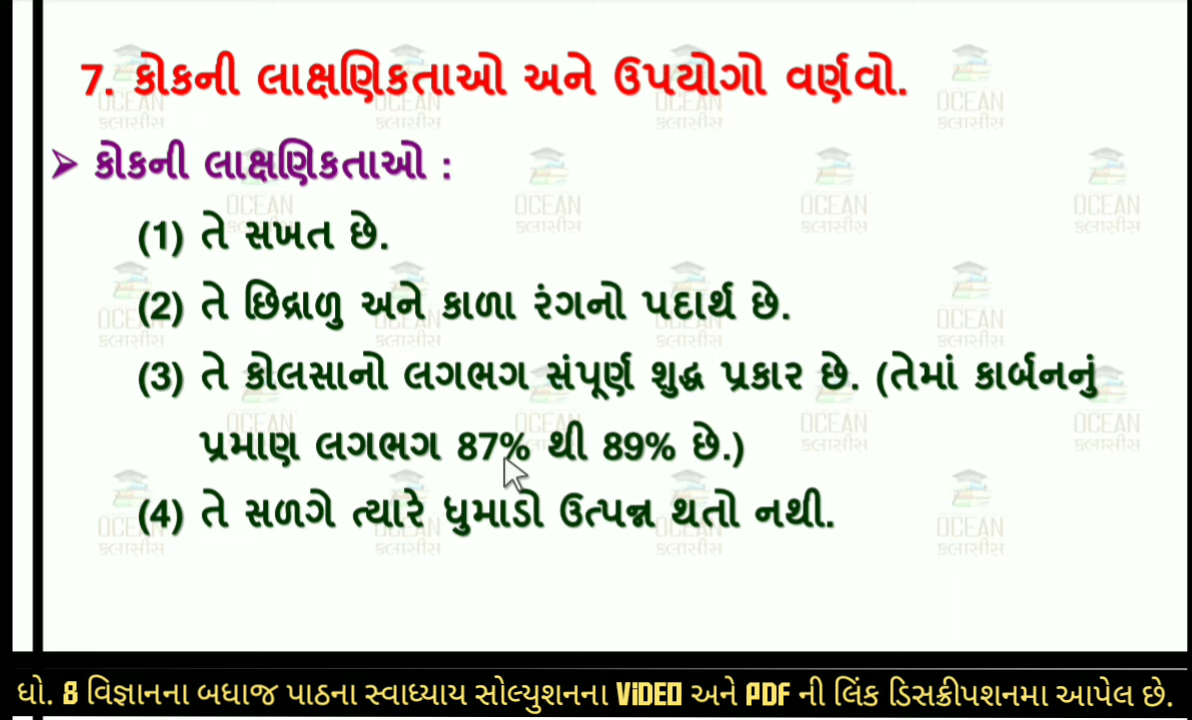 7. કોકની લાક્ષણિકતાઓ અને ઉપયોગો વર્ણવો.
➢ કોકની લાક્ષણિકતાઓ :
(1) તે સખત છે.
(2) તે છિદ્રાળુ અને કાળા રંગનો પદાર્થ છે.
(3) તે કોલસાનો લગભગ સંપૂર્ણ શુદ્ધ પ્રકાર છે. (તેમાં કાર્બનનું
પ્રમાણ લગભગ 87% થી 89% છે.)
(4) તે સળગે ત્યારે ધુમાડો ઉત્પન્ન થતો નથી.
OCEAN
ક્લાસીસ
ધો. 8 વિજ્ઞાનના બધાજ પાઠના સ્વાધ્યાય સોલ્યુશનના ViDEO અને PDF ની લિંક ડિસક્રીપશનમા આપેલ છે.